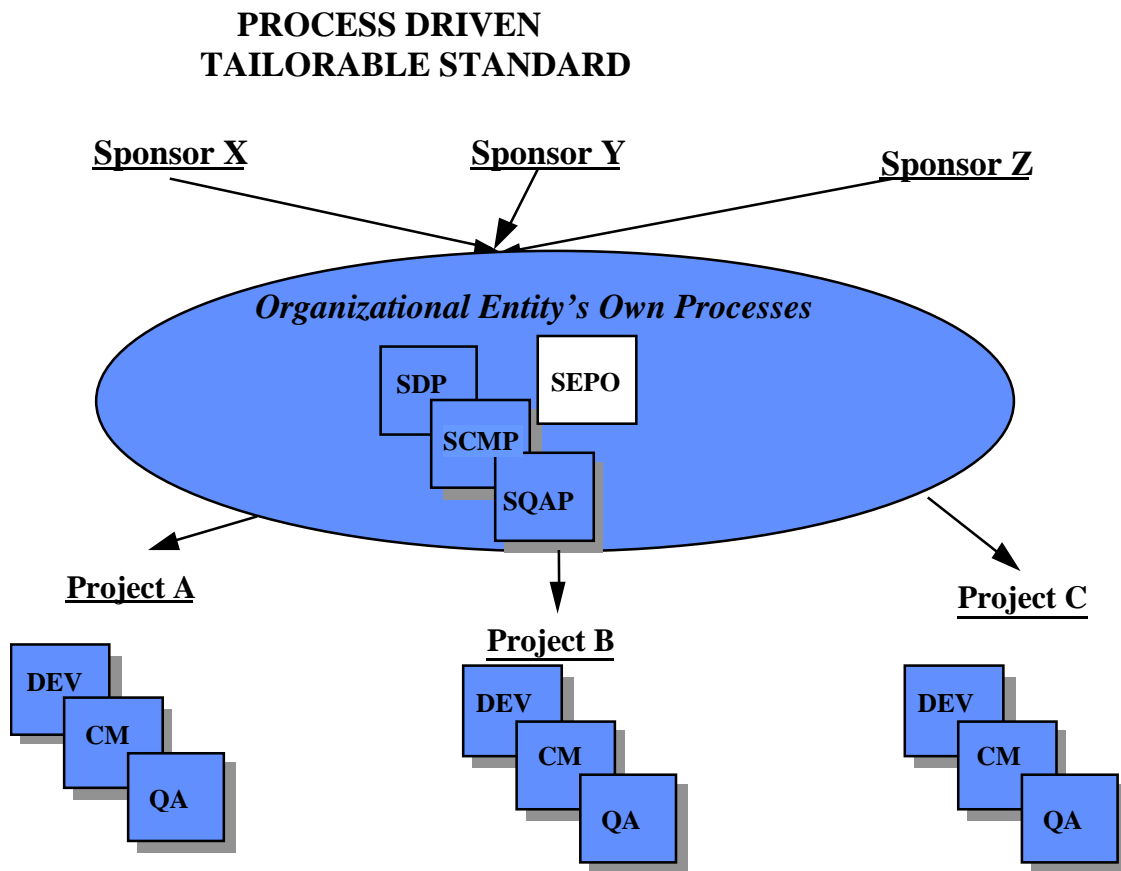 PROCESS DRIVEN
TAILORABLE STANDARD
Sponsor X
Sponsor Y
Sponsor Z
Organizational Entity’s Own Processes
SDP
SEPO
SCMP
SQAP
Project A
Project B
Project C
DEV
CM
QA
DEV
CM
QA
DEV
CM
QA